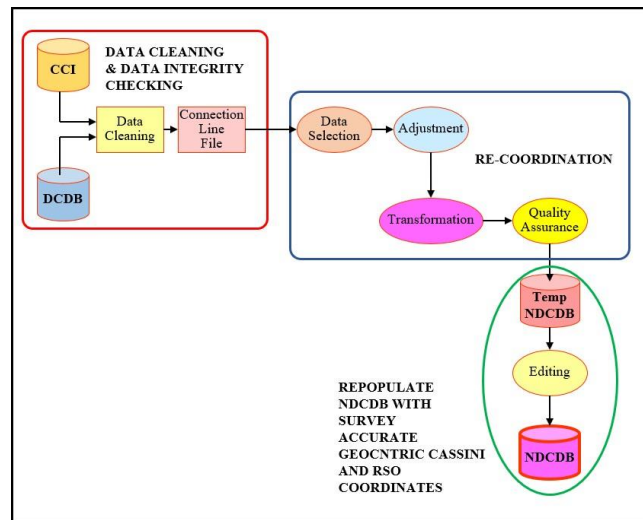 CCI
DATA CLEANING
& DATA INTEGRITY
CHECKING
Data
Cleaning
Connection
Line
File
DCDB
Data
Selection
Adjustment
RE-COORDINATION
Transformation
Quality
Assurance
Temp
NDCDB
Editing
NDCDB
REPOPULATE
NDCDB WITH
SURVEY
ACCURATE
GEOCNTRIC CASSINI
AND RSO
COORDINATES